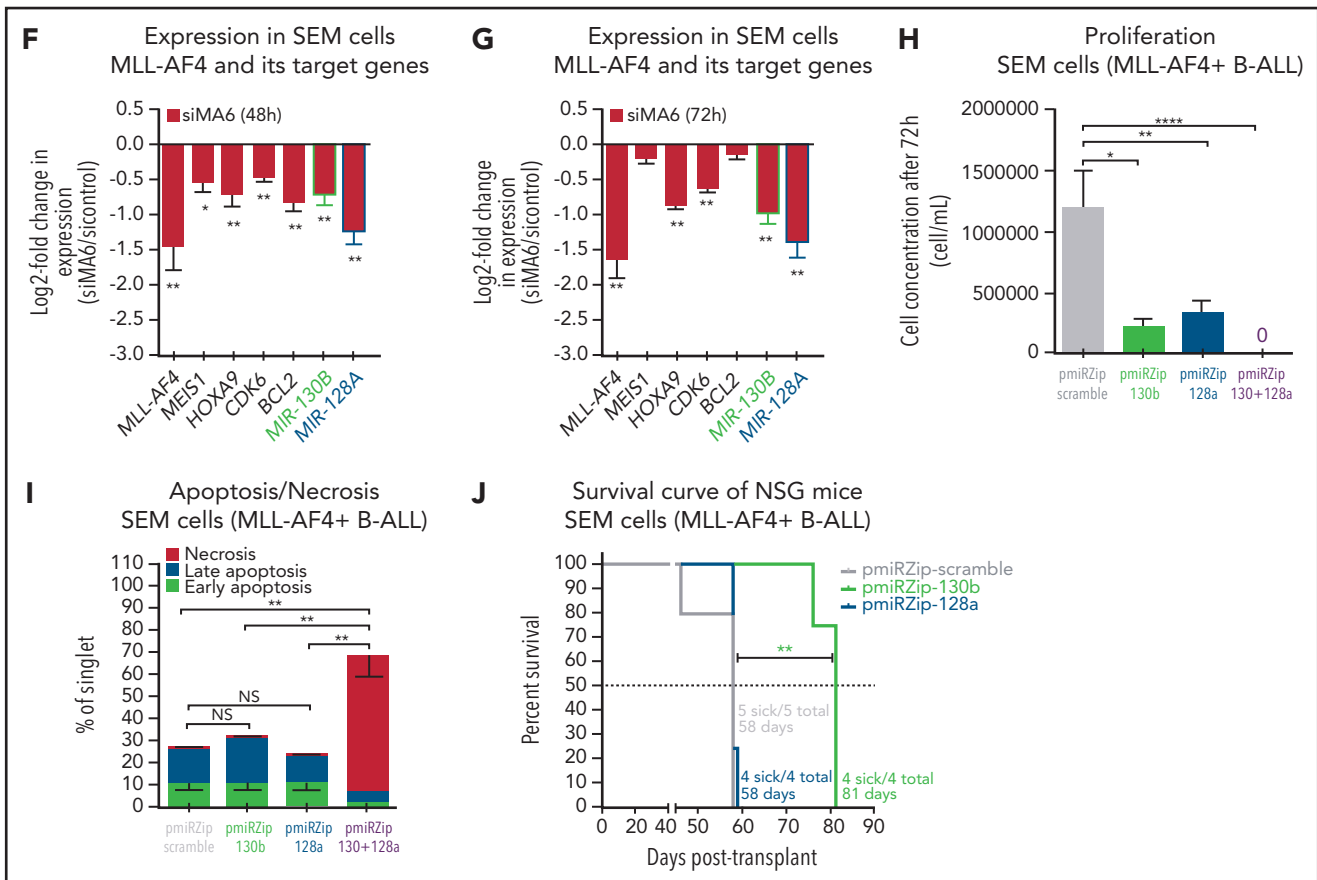 F
Expression in SEM cells
MLL-AF4 and its target genes
siMA6 (48h)
Log2-fold change in
expression
(siMA6/sicontrol)
0.5
0.0
-0.5
-1.0
-1.5
-2.0
-2.5
-3.0
**
*
**
**
**
**
**
MLL-AF4
MEIS1
HOXA9
CDK6
BCL2
MIR-130B
MIR-128A
G
Expression in SEM cells
MLL-AF4 and its target genes
siMA6 (72h)
Log2-fold change
in expression
(siMA6/sicontrol)
0.5
0.0
-0.5
-1.0
-1.5
-2.0
-2.5
-3.0
**
**
**
**
**
MLL-AF4
MEIS1
HOXA9
CDK6
BCL2
MIR-130B
MIR-128A
H
Proliferation
SEM cells (MLL-AF4+ B-ALL)
Cell concentration after 72h
(cell/mL)
2000000
1500000
1000000
500000
0
****
**
*
0
pmiRZip
scramble
pmiRZip
130b
pmiRZip
128a
pmiRZip
130+128a
I
Apoptosis/Necrosis
SEM cells (MLL-AF4+ B-ALL)
Necrosis
Late apoptosis
Early apoptosis
% of singlet
110
100
90
80
70
60
50
40
30
20
10
0
**
**
**
NS
NS
pmiRZip
scramble
pmiRZip
130b
pmiRZip
128a
pmiRZip
130+128a
J
Survival curve of NSG mice
SEM cells (MLL-AF4+ B-ALL)
pmiRZip-scramble
pmiRZip-130b
pmiRZip-128a
Percent survival
100
90
80
70
60
50
40
30
20
10
0
**
5 sick/5 total
58 days
4 sick/4 total
58 days
4 sick/4 total
81 days
0 20 40 50 60 70 80 90
Days post-transplant